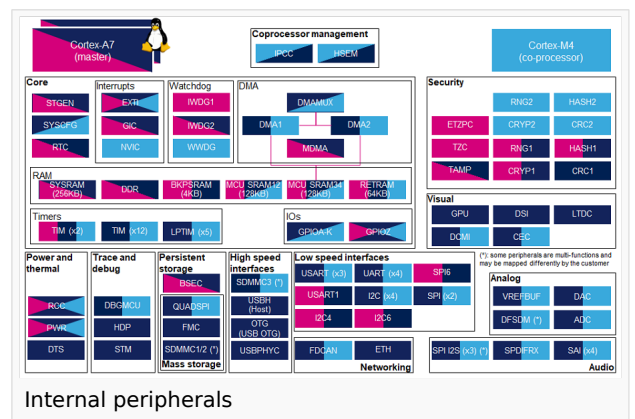 Cortex-A7
(master)
Coprocessor management
IPCC HSEM
Cortex-M4
(co-processor)
Core
STGEN
SYSCFG
RTC
Interrupts
EXTI
GIC
NVIC
Watchdog
IWDG1
IWDG2
WWDG
DMA
DMAMUX
DMA1 DMA2
MDMA
Security
RNG2 HASH2
ETZPC CRYP2 CRC2
TZC RNG1 HASH1
TAMP CRYP1 CRC1
RAM
SYSRAM
(256KB)
DDR
BKPSRAM
(4KB)
MCU SRAM12
(128KB)
MCU SRAM34
(128KB)
RETRAM
(64KB)
Timers
TIM (x2) TIM (x12) LPTIM (x5)
IOs
GPIOA-K GPIOZ
Visual
GPU DSI LTDC
DCMI CEC
(*): some peripherals are multi-functions and
may be mapped differently by the customer
Power and
thermal
RCC
PWR
DTS
Trace and
debug
DBGMCU
HDP
STM
Persistent
storage
BSEC
QUADSPI
FMC
SDMMC1/2 (*)
Mass storage
High speed
interfaces
SDMMC3 (*)
USBH
(Host)
OTG
(USB OTG)
USBPHYC
Low speed interfaces
USART (x3) UART (x4) SPI6
USART1 I2C (x4) SPI (x2)
I2C4 I2C6
FDCAN ETH
Networking
Analog
VREFBUF DAC
DFSDM (*) ADC
SPI I2S (x3) (*) SPDIFRX SAI (x4)
Audio
Internal peripherals